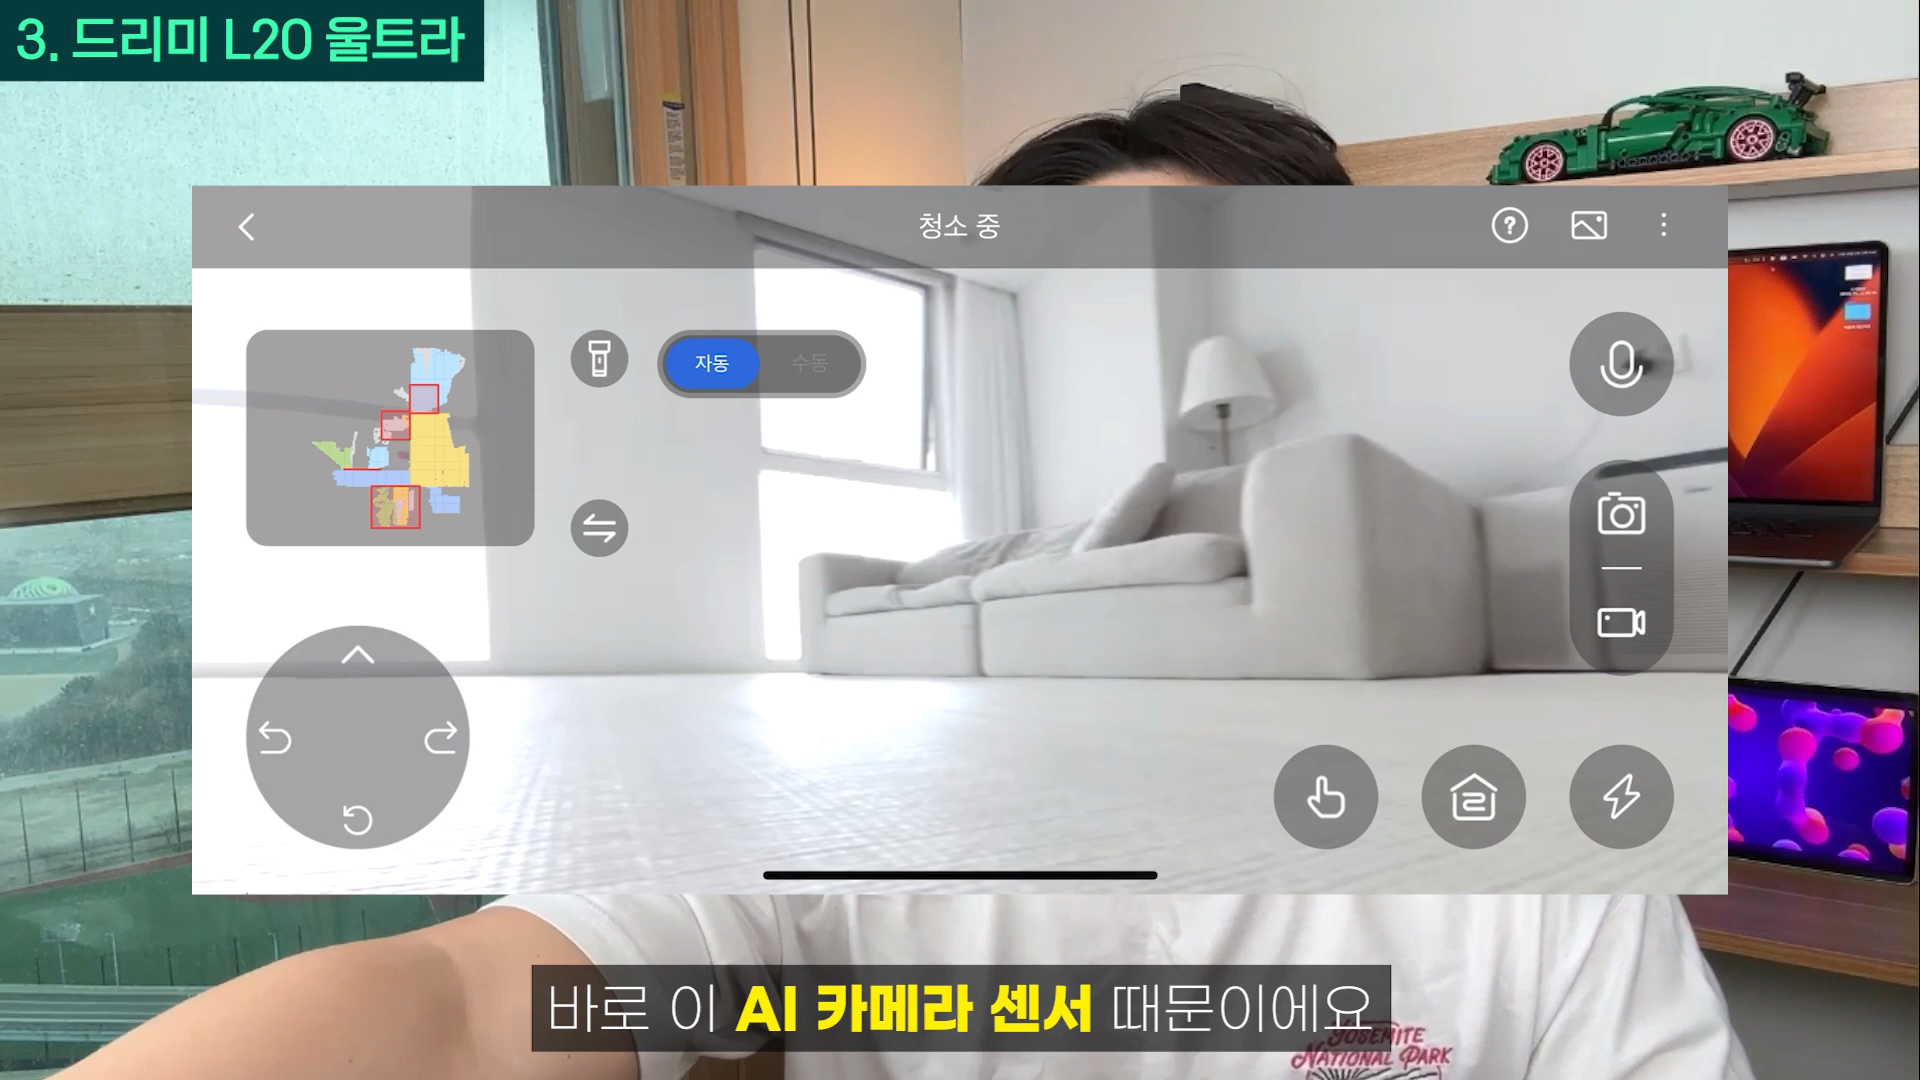 3. 드리미 L20 울트라
청소 중
자동 수동
바로 이 AI 카메라 센서 때문이에요
YOSEMITE
NATIONAL PARK